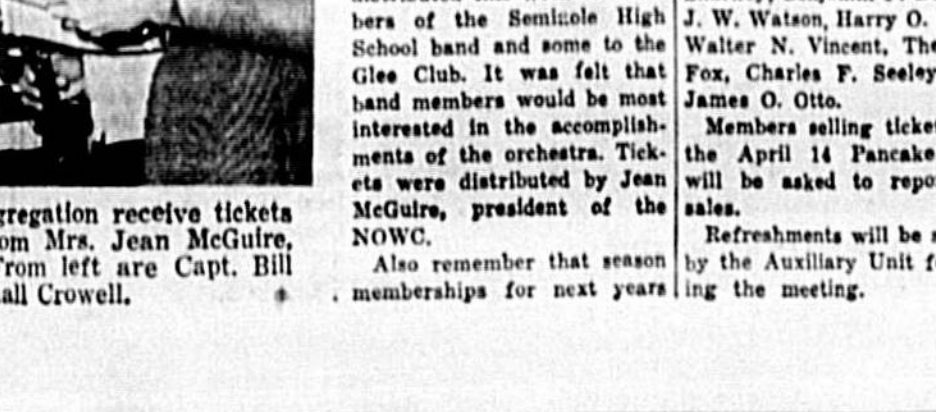 gregation receive tickets
om Mrs. Jean McGuire,
From left are Capt. Bill
all Crowell.
bers of the Seminole High
School band and some to the
Glee Club. It was felt that
band members would be most
interested in the accomplish-
ments of the orchestra. Tick-
ets were distributed by Jean
McGuire, president of the
NOWC.
Also remember that season
memberships for next years
J. W. Watson, Harry O.
Walter N. Vincent, The
Fox, Charles F. Seeley
James O. Otto.
Members selling ticket
the April 14 Pancake
will be asked to repo
sales.
Refreshments will be s
by the Auxiliary Unit f
ing the meeting.